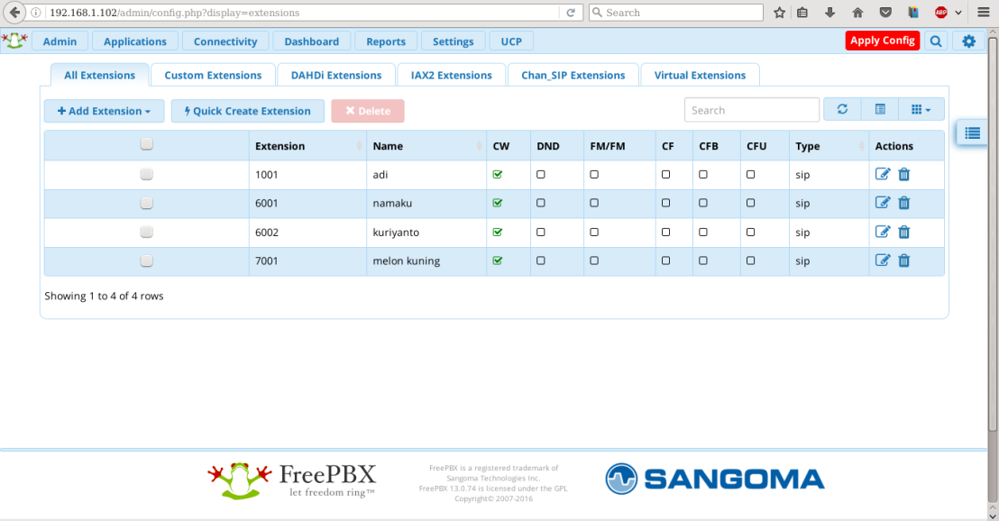 192.168.1.102/admin/config.php?display=extensions Search ABP
Admin Applications Connectivity Dashboard Reports Settings UCP Apply Config
All Extensions Custom Extensions DAHDi Extensions IAX2 Extensions Chan_SIP Extensions Virtual Extensions
+ Add Extension Quick Create Extension Delete Search
Extension Name CW DND FM/FM CF CFB CFU Type Actions
1001 adi sip
6001 namaku sip
6002 kuriyanto sip
7001 melon kuning sip
Showing 1 to 4 of 4 rows
FreePBX
let freedom ring™
FreePBX is a registered trademark of
Sangoma Technologies Inc.
FreePBX 13.0.74 is licensed under the GPL
Copyright© 2007-2016
SANGOMA